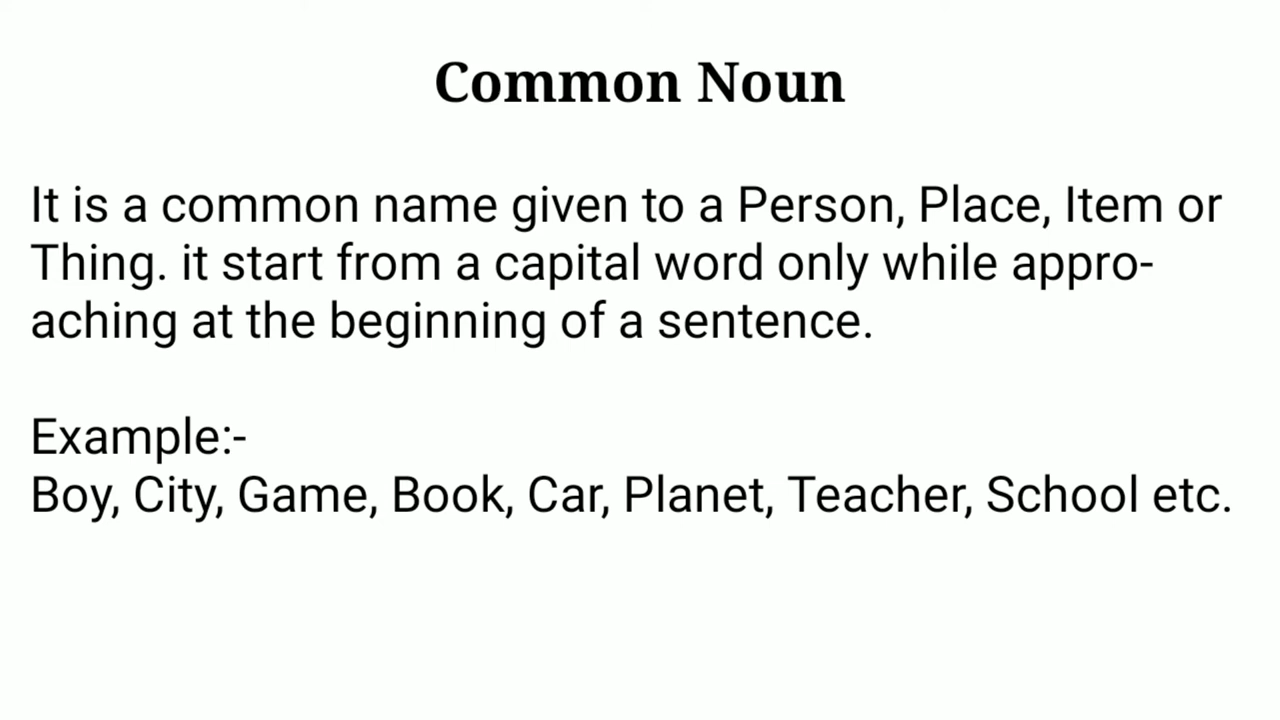 Common Noun
It is a common name given to a Person, Place, Item or
Thing. it start from a capital word only while appro-
aching at the beginning of a sentence.
Example:-
Boy, City, Game, Book, Car, Planet, Teacher, School etc.